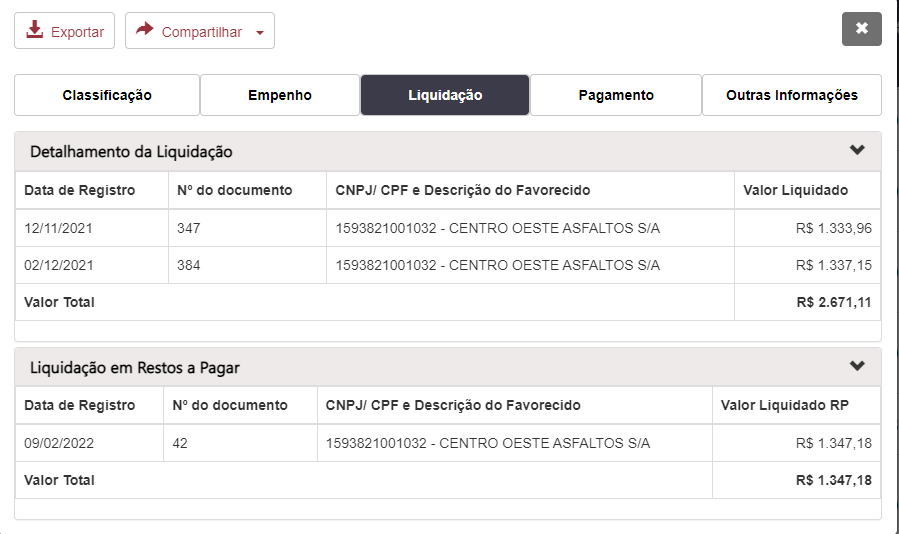 Exportar Compartilhar
Classificação Empenho Liquidação Pagamento Outras Informações
Detalhamento da Liquidação
Data de Registro Nº do documento CNPJ/ CPF e Descrição do Favorecido Valor Liquidado
12/11/2021 347 1593821001032 - CENTRO OESTE ASFALTOS S/A R$ 1.333,96
02/12/2021 384 1593821001032 - CENTRO OESTE ASFALTOS S/A R$ 1.337,15
Valor Total R$ 2.671,11
Liquidação em Restos a Pagar
Data de Registro Nº do documento CNPJ/ CPF e Descrição do Favorecido Valor Liquidado RP
09/02/2022 42 1593821001032 - CENTRO OESTE ASFALTOS S/A R$ 1.347,18
Valor Total R$ 1.347,18